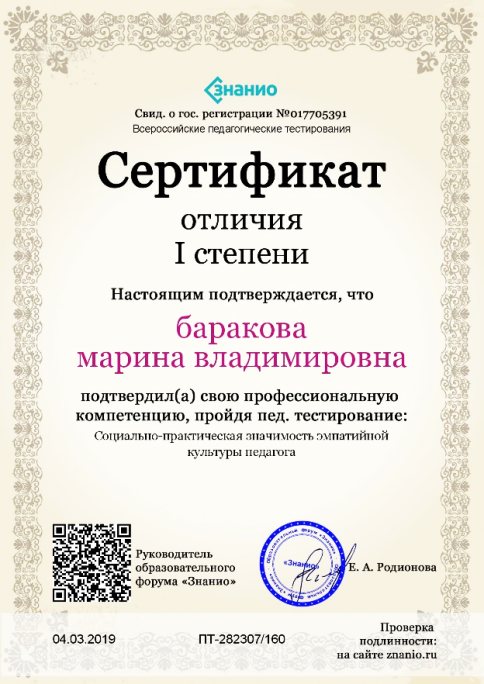 Знанио
Свид. о гос. регистрации №017705391
Всероссийские педагогические тестирования
Сертификат
отличия
I степени
Настоящим подтверждается, что
баракова
марина владимировна
подтвердил(а) свою профессиональную
компетенцию, пройдя пед. тестирование:
Социально-практическая значимость эмпатийной
культуры педагога
Руководитель
образовательного
форума «Знанио»
«Знанио»
Е. А. Родионова
04.03.2019
ПТ-282307/160
Проверка
подлинности:
на сайте znanio.ru